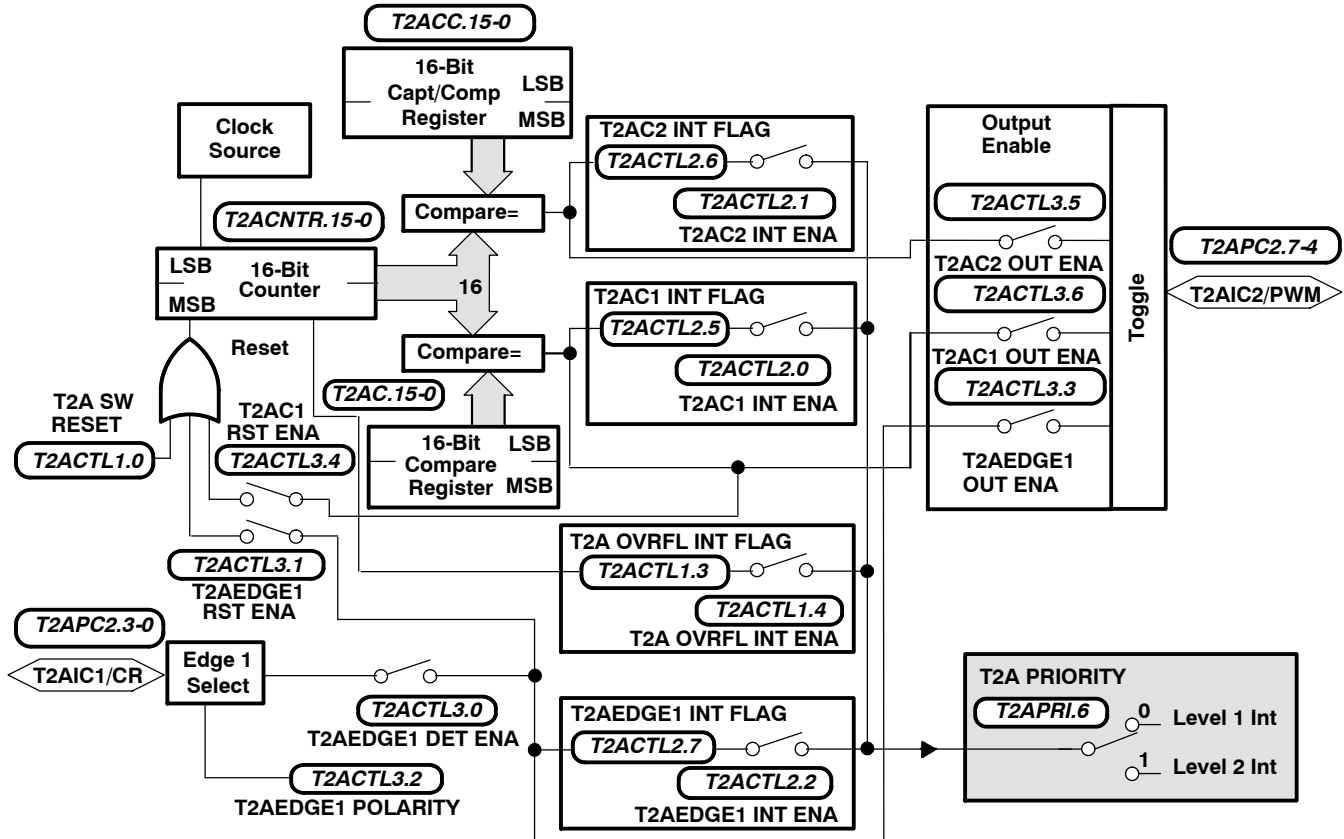 T2ACC.15-0
16-Bit
Capt/Comp
Register
LSB
MSB
Clock
Source
T2ACNTR.15-0
LSB
MSB
16-Bit
Counter
16
Compare=
Compare=
Reset
T2AC.15-0
16-Bit
Compare
Register
LSB
MSB
T2A SW
RESET
T2ACTL1.0
T2AC1
RST ENA
T2ACTL3.4
T2ACTL3.1
T2AEDGE1
RST ENA
T2APC2.3-0
T2AIC1/CR
Edge 1
Select
T2ACTL3.0
T2AEDGE1 DET ENA
T2ACTL3.2
T2AEDGE1 POLARITY
T2AC2 INT FLAG
T2ACTL2.6
T2ACTL2.1
T2AC2 INT ENA
T2AC1 INT FLAG
T2ACTL2.5
T2ACTL2.0
T2AC1 INT ENA
T2A OVRFL INT FLAG
T2ACTL1.3
T2ACTL1.4
T2A OVRFL INT ENA
T2AEDGE1 INT FLAG
T2ACTL2.7
T2ACTL2.2
T2AEDGE1 INT ENA
Output
Enable
T2ACTL3.5
T2AC2 OUT ENA
T2ACTL3.6
T2AC1 OUT ENA
T2ACTL3.3
T2AEDGE1
OUT ENA
Toggle
T2APC2.7-4
T2AIC2/PWM
T2A PRIORITY
T2APRI.6
0
Level 1 Int
1
Level 2 Int